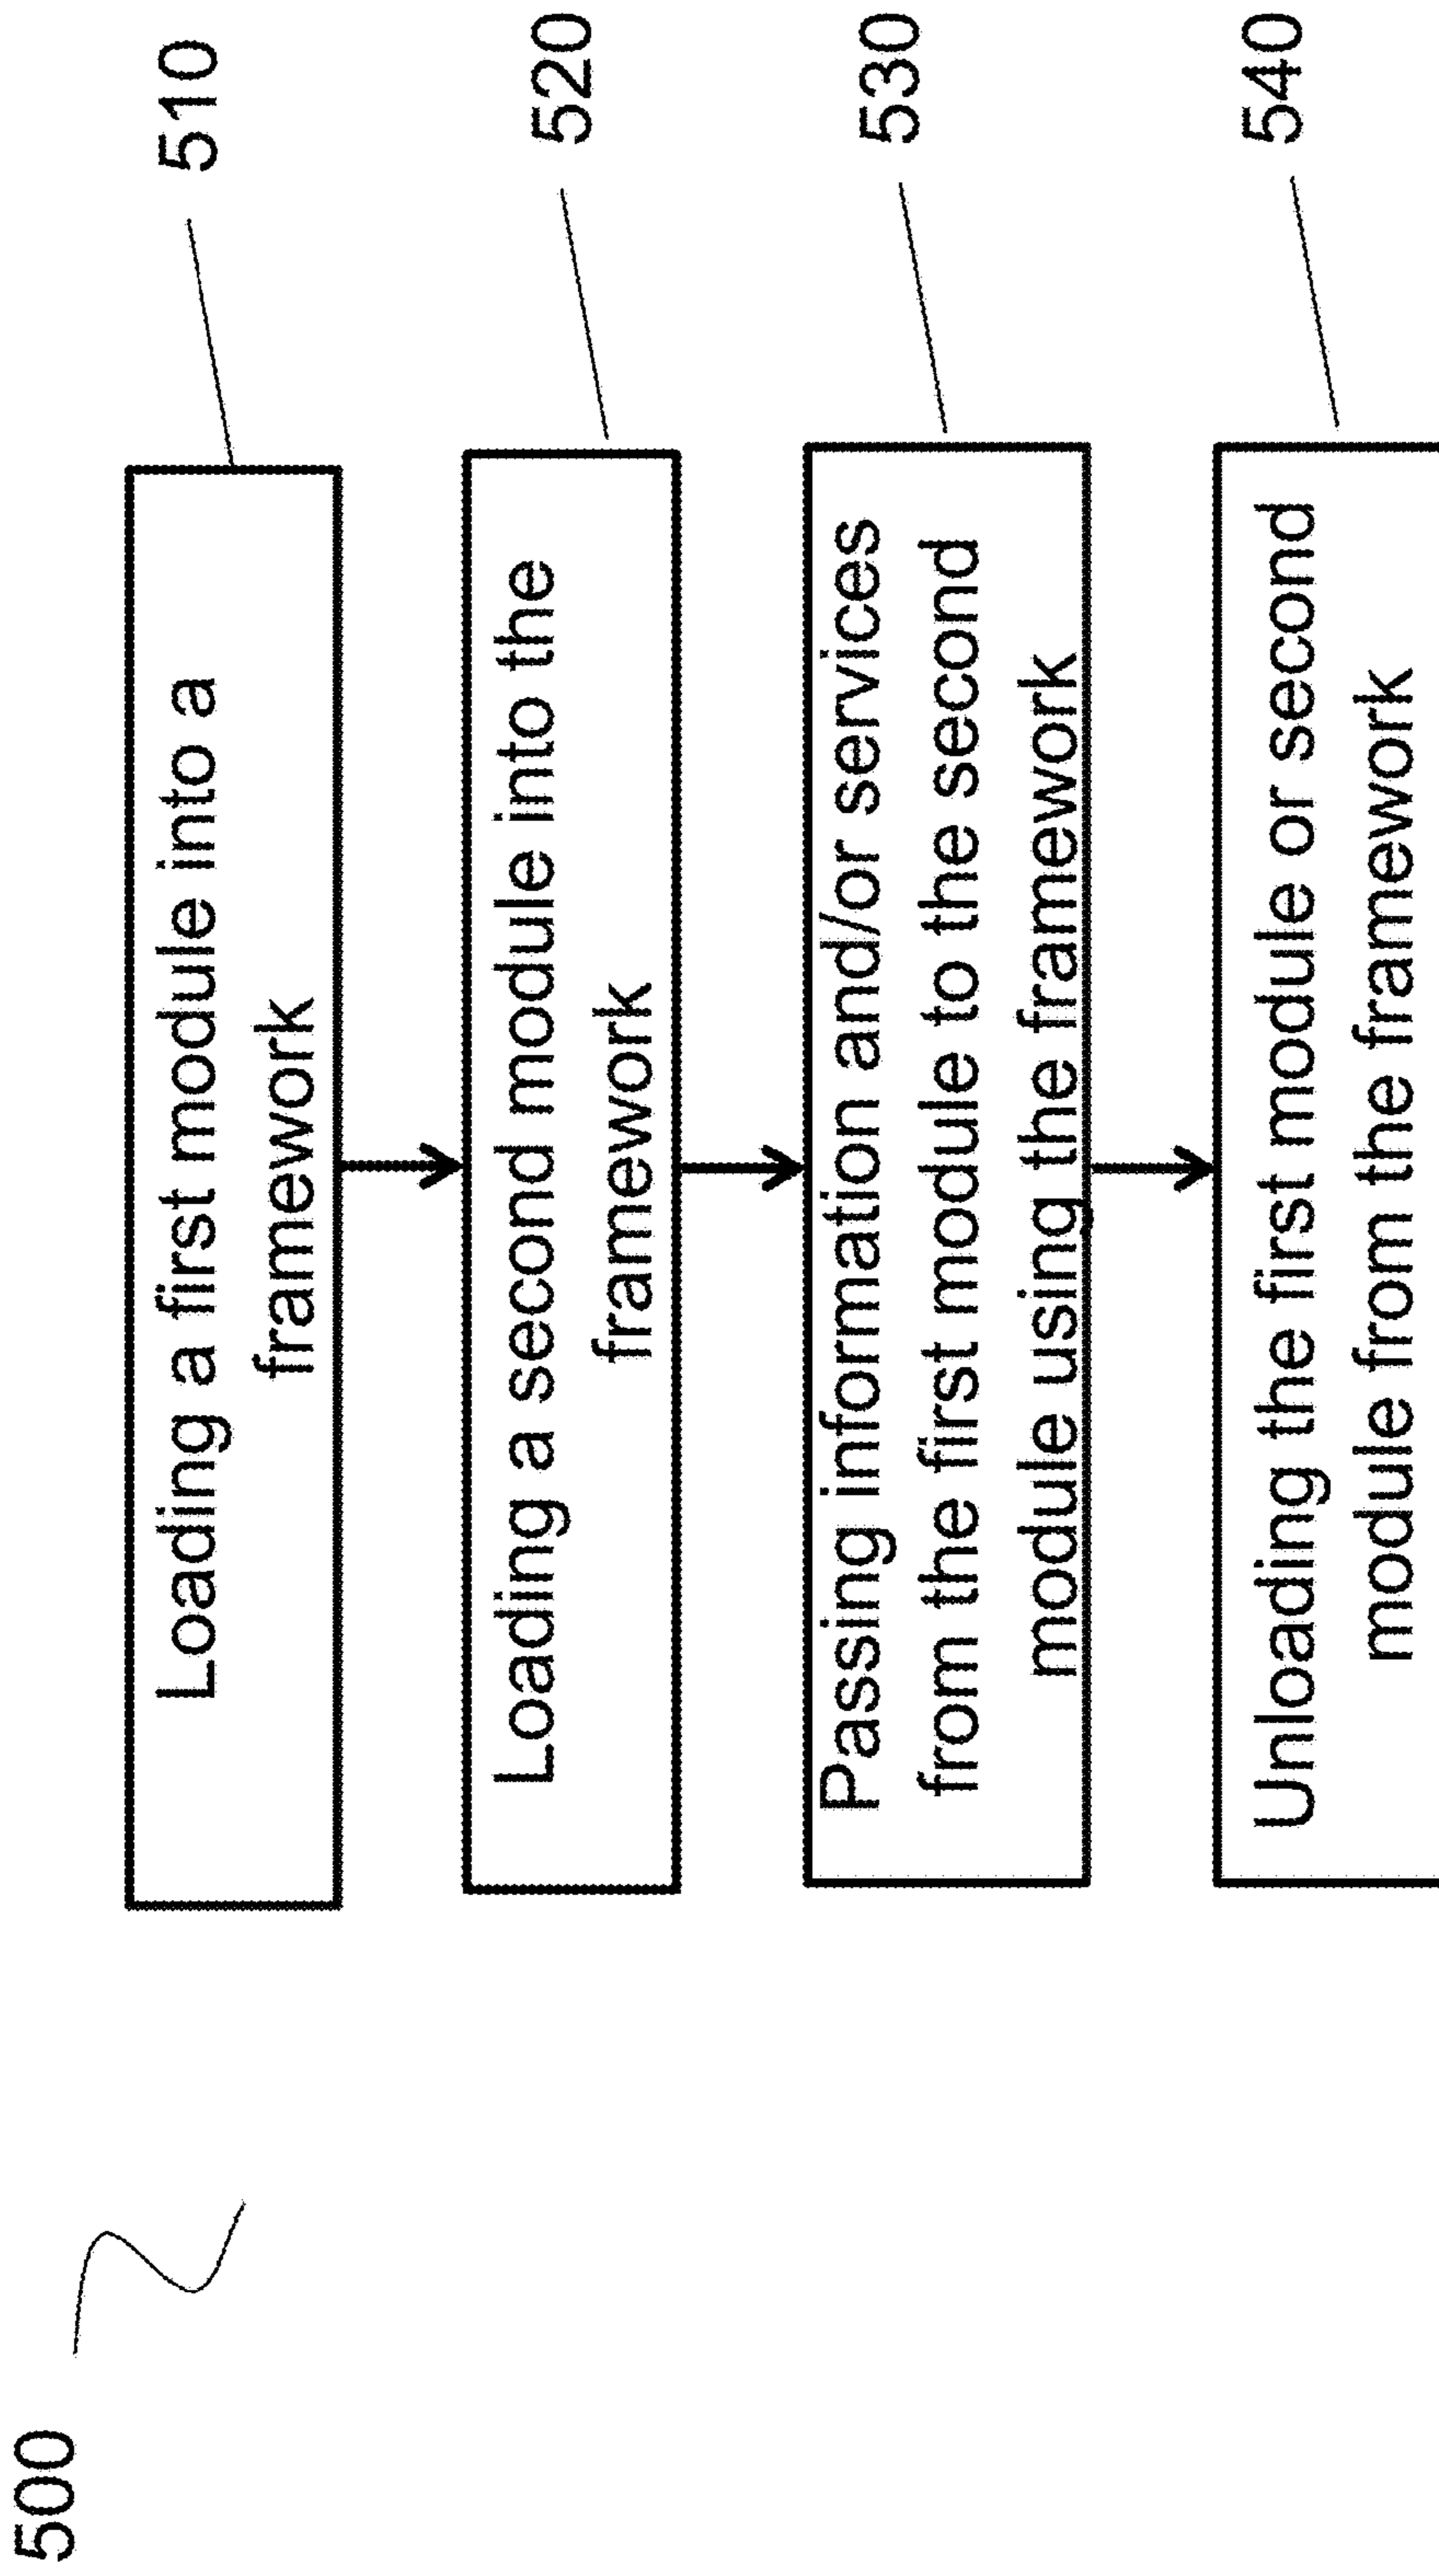 500
Loading a first module into a
framework
510
Loading a second module into the
framework
520
Passing information and/or services
from the first module to the second
module using the framework
530
Unloading the first module or second
module from the framework
540